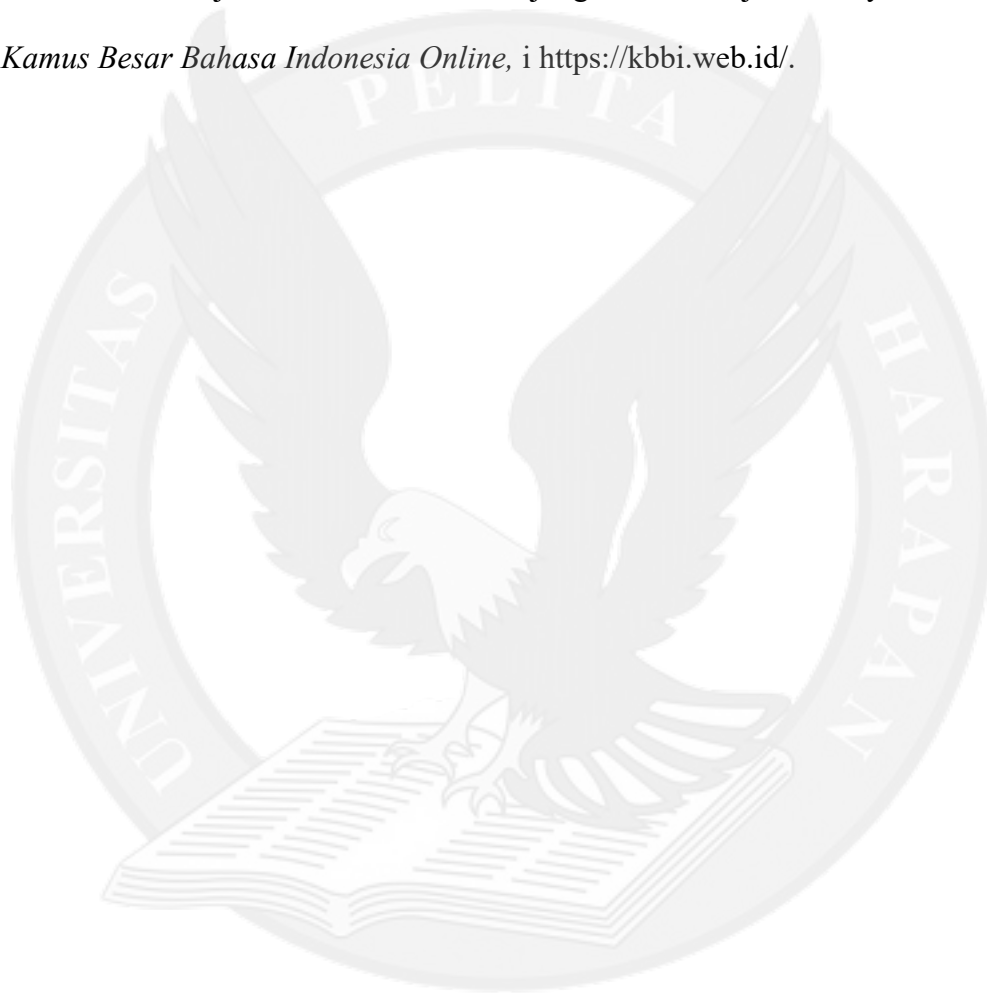 Kamus Besar Bahasa Indonesia Online, i https://kbbi.web.id/.
PELITA
UNIVERSITAS
HARAPAN